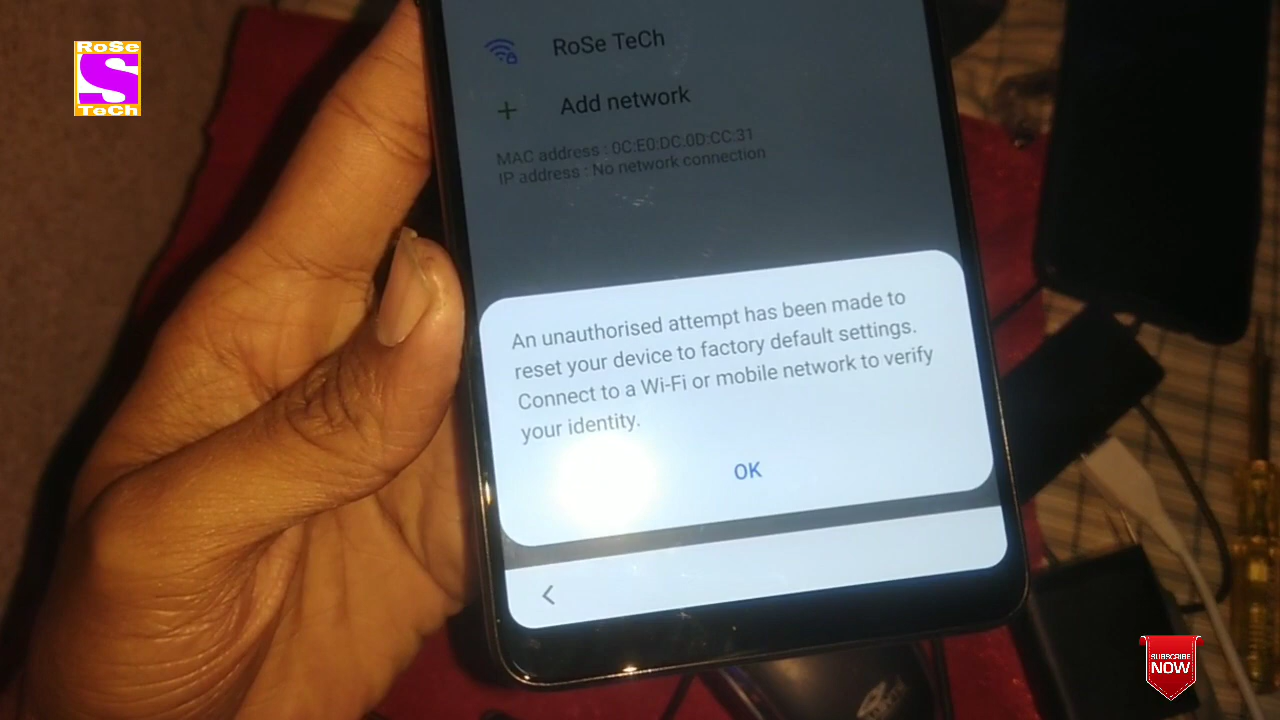 RoSe
S
TeCh
RoSe TeCh
+ Add network
MAC address : 0C:E0:DC:0D:CC:31
IP address : No network connection
An unauthorised attempt has been made to
reset your device to factory default settings.
Connect to a Wi-Fi or mobile network to verify
your identity.
OK
SUBSCRIBE
NOW